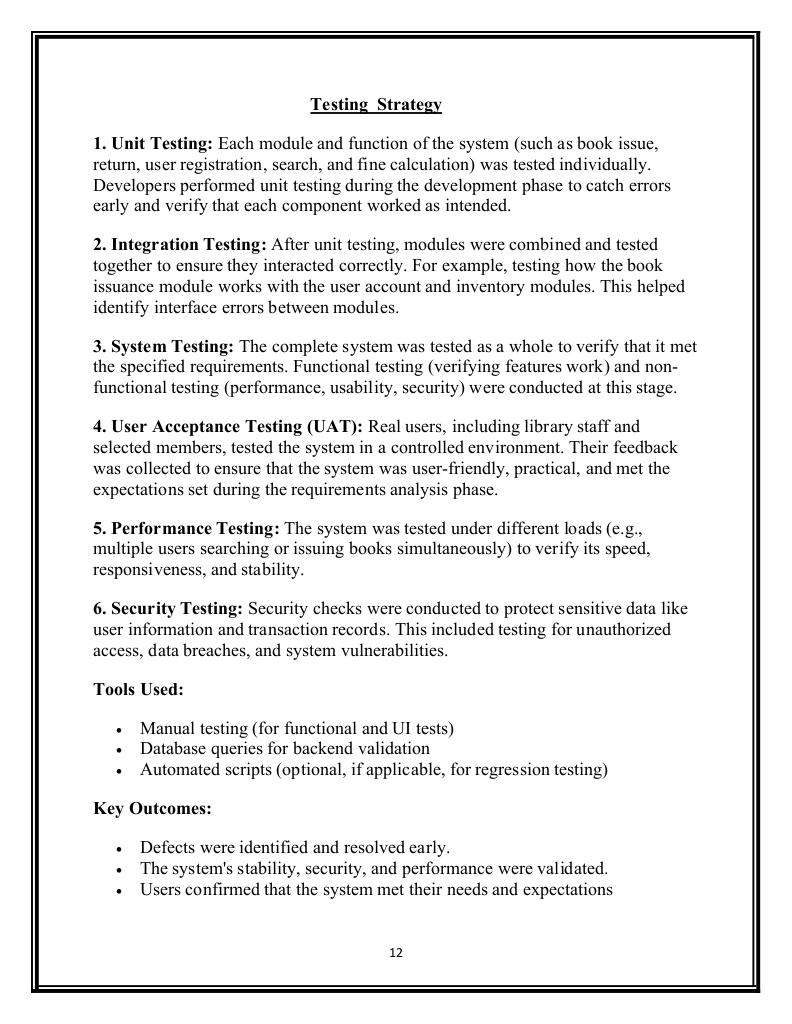 Testing Strategy
1. Unit Testing: Each module and function of the system (such as book issue,
return, user registration, search, and fine calculation) was tested individually.
Developers performed unit testing during the development phase to catch errors
early and verify that each component worked as intended.
2. Integration Testing: After unit testing, modules were combined and tested
together to ensure they interacted correctly. For example, testing how the book
issuance module works with the user account and inventory modules. This helped
identify interface errors between modules.
3. System Testing: The complete system was tested as a whole to verify that it met
the specified requirements. Functional testing (verifying features work) and non-
functional testing (performance, usability, security) were conducted at this stage.
4. User Acceptance Testing (UAT): Real users, including library staff and
selected members, tested the system in a controlled environment. Their feedback
was collected to ensure that the system was user-friendly, practical, and met the
expectations set during the requirements analysis phase.
5. Performance Testing: The system was tested under different loads (e.g.,
multiple users searching or issuing books simultaneously) to verify its speed,
responsiveness, and stability.
6. Security Testing: Security checks were conducted to protect sensitive data like
user information and transaction records. This included testing for unauthorized
access, data breaches, and system vulnerabilities.
Tools Used:
• Manual testing (for functional and UI tests)
• Database queries for backend validation
• Automated scripts (optional, if applicable, for regression testing)
Key Outcomes:
• Defects were identified and resolved early.
• The system's stability, security, and performance were validated.
• Users confirmed that the system met their needs and expectations
12